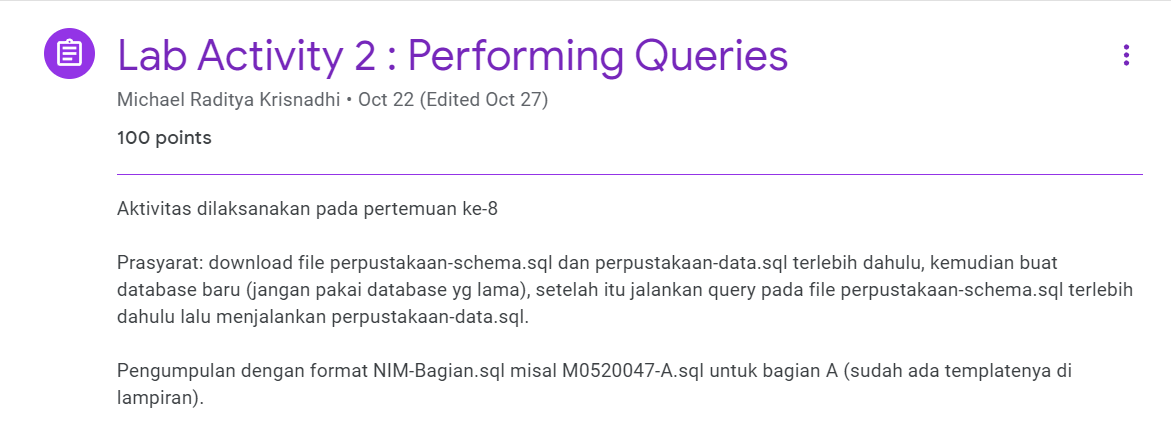 Lab Activity 2 : Performing Queries
Michael Raditya Krisnadhi • Oct 22 (Edited Oct 27)
100 points
Aktivitas dilaksanakan pada pertemuan ke-8
Prasyarat: download file perpustakaan-schema.sql dan perpustakaan-data.sql terlebih dahulu, kemudian buat
database baru (jangan pakai database yg lama), setelah itu jalankan query pada file perpustakaan-schema.sql terlebih
dahulu lalu menjalankan perpustakaan-data.sql.
Pengumpulan dengan format NIM-Bagian.sql misal M0520047-A.sql untuk bagian A (sudah ada templatenya di
lampiran).